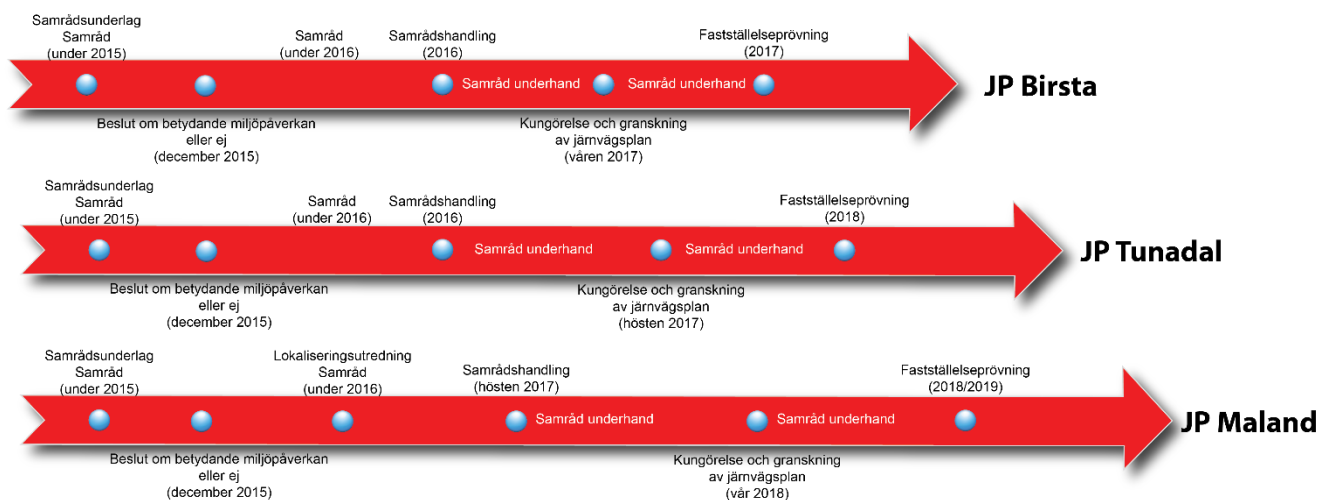 Samrådsunderlag
Samråd
(under 2015)
Samråd
(under 2016)
Samrådshandling
(2016)
Fastställelseprövning
(2017)
Samråd underhand
Samråd underhand
JP Birsta
Beslut om betydande miljöpåverkan
eller ej
(december 2015)
Kungörelse och granskning
av järnvägsplan
(våren 2017)
Samrådsunderlag
Samråd
(under 2015)
Samråd
(under 2016)
Samrådshandling
(2016)
Fastställelseprövning
(2018)
Samråd underhand
Samråd underhand
JP Tunadal
Beslut om betydande miljöpåverkan
eller ej
(december 2015)
Kungörelse och granskning
av järnvägsplan
(hösten 2017)
Samrådsunderlag
Samråd
(under 2015)
Lokaliseringsutredning
Samråd
(under 2016)
Samrådshandling
(hösten 2017)
Fastställelseprövning
(2018/2019)
Samråd underhand
Samråd underhand
JP Maland
Beslut om betydande miljöpåverkan
eller ej
(december 2015)
Kungörelse och granskning
av järnvägsplan
(vår 2018)